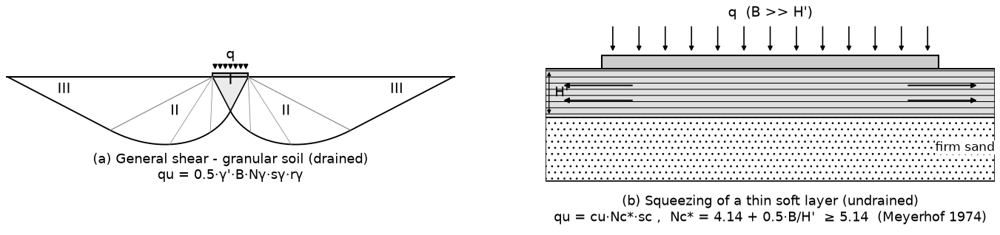 q
I
III
II
II
III
(a) General shear - granular soil (drained)
qu = 0.5·γ'·B·Nγ·sγ·rγ
q (B >> H')
H'
firm sand
(b) Squeezing of a thin soft layer (undrained)
qu = cu·Nc*·sc , Nc* = 4.14 + 0.5·B/H' ≥ 5.14 (Meyerhof 1974)